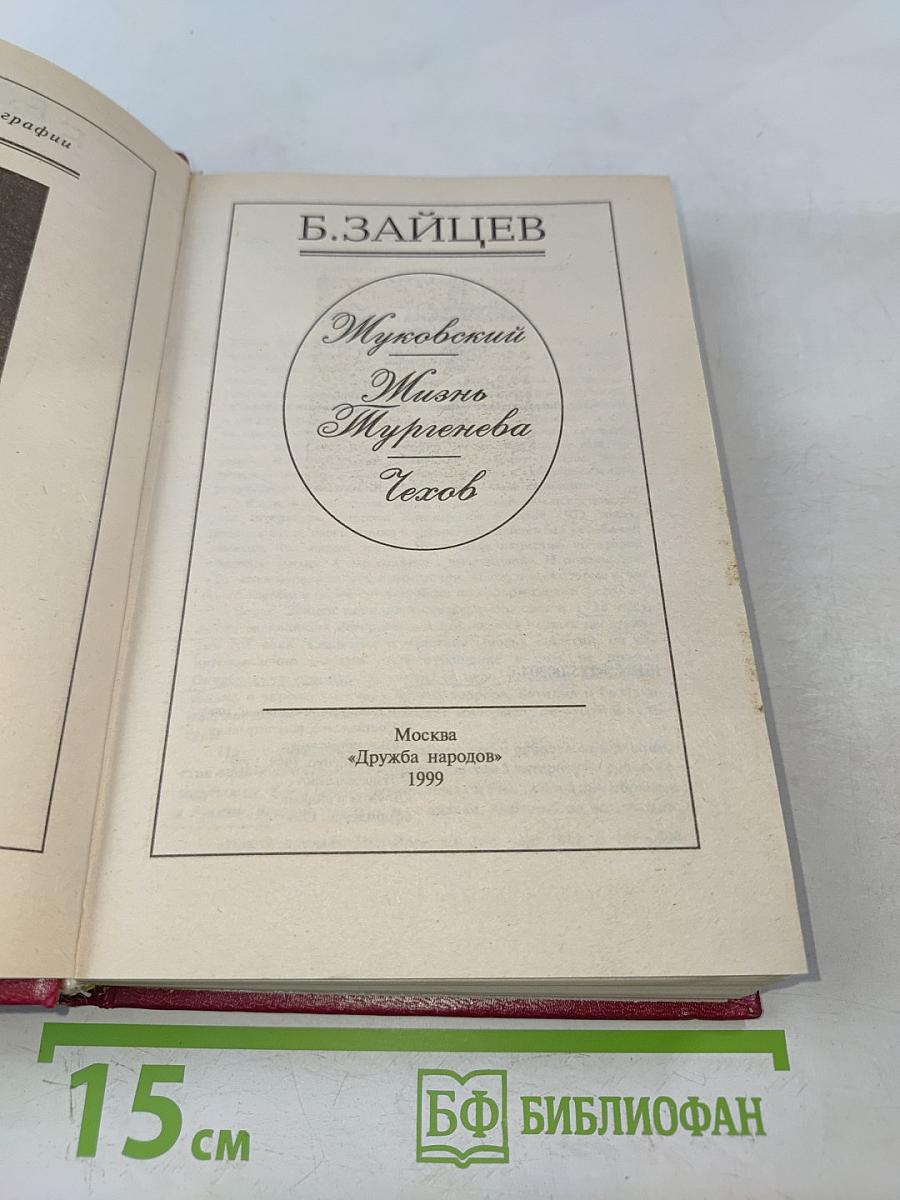 графии
Б.ЗАЙЦЕВ
Жуковский
Жизнь
Тургенева
Чехов
Москва
«Дружба народов»
1999
15 см
БФ БИБЛИОФАН